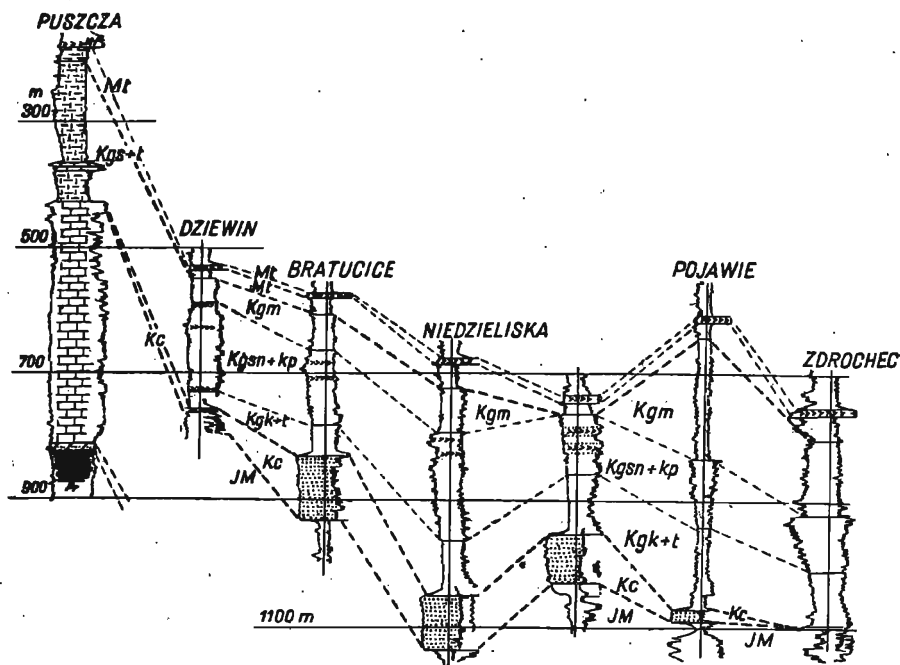 PUSZCZA
Mt
m
300
Kgs+t
500
DZIEWIN
Mt
BRATUCICE
POJAWIE
Mt
Kgm
NIEDZIELISKA
Kc
ZDROCHEC
700
Kgsn+kp
Kgm
Kgm
Kgk+t
Kgsn+kp
Kc
JM
900
Kgk+t
Kc
1100 m
JM
Kc
JM